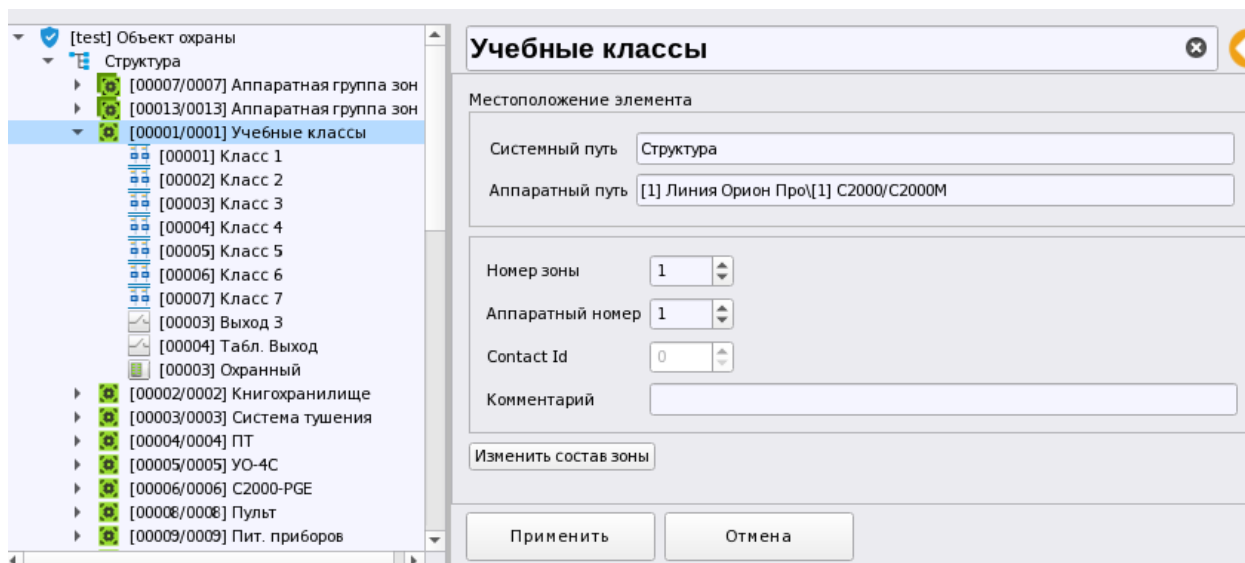 [test] Объект охраны
Структура
[00007/0007] Аппаратная группа зон
[00013/0013] Аппаратная группа зон
[00001/0001] Учебные классы
[00001] Класс 1
[00002] Класс 2
[00003] Класс 3
[00004] Класс 4
[00005] Класс 5
[00006] Класс 6
[00007] Класс 7
[00003] Выход 3
[00004] Табл. Выход
[00003] Охранный
[00002/0002] Книгохранилище
[00003/0003] Система тушения
[00004/0004] ПТ
[00005/0005] УО-4С
[00006/0006] С2000-PGE
[00008/0008] Пульт
[00009/0009] Пит. приборов
Учебные классы
Местоположение элемента
Системный путь Структура
Аппаратный путь [1] Линия Орион Про\[1] С2000/С2000М
Номер зоны 1
Аппаратный номер 1
Contact Id 0
Комментарий
Изменить состав зоны
Применить Отмена